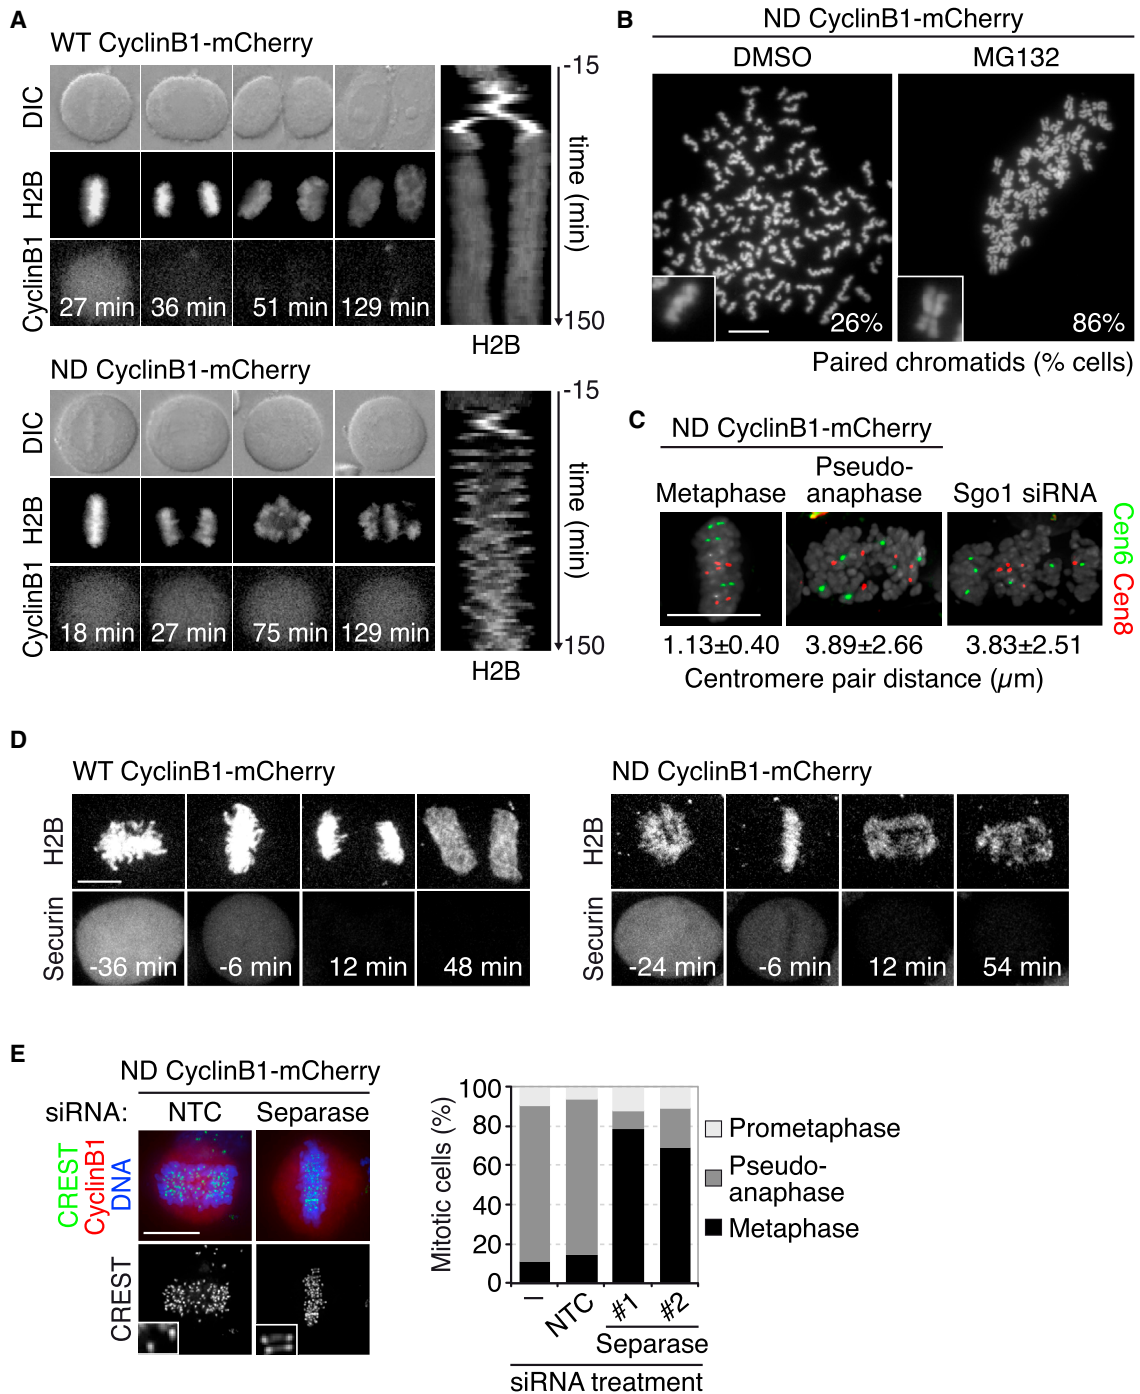 A
WT CyclinB1-mCherry
DIC
H2B
CyclinB1
27 min
36 min
51 min
129 min
-15
time (min)
150
H2B
ND CyclinB1-mCherry
DIC
H2B
CyclinB1
18 min
27 min
75 min
129 min
-15
time (min)
150
H2B
B
ND CyclinB1-mCherry
DMSO
MG132
26%
86%
Paired chromatids (% cells)
C
ND CyclinB1-mCherry
Metaphase
Pseudo-
anaphase
Sgo1 siRNA
Cen6 Cen8
1.13±0.40
3.89±2.66
3.83±2.51
Centromere pair distance (µm)
D
WT CyclinB1-mCherry
H2B
Securin
-36 min
-6 min
12 min
48 min
ND CyclinB1-mCherry
H2B
Securin
-24 min
-6 min
12 min
54 min
E
ND CyclinB1-mCherry
siRNA:
NTC
Separase
CREST
CyclinB1
DNA
CREST
Mitotic cells (%)
100
80
60
40
20
0
–
NTC
#1
#2
Separase
siRNA treatment
Prometaphase
Pseudo-
anaphase
Metaphase